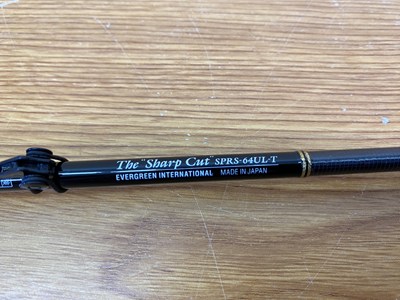 The "Sharp Cut" SPRS-64UL-T
EVERGREEN INTERNATIONAL MADE IN JAPAN